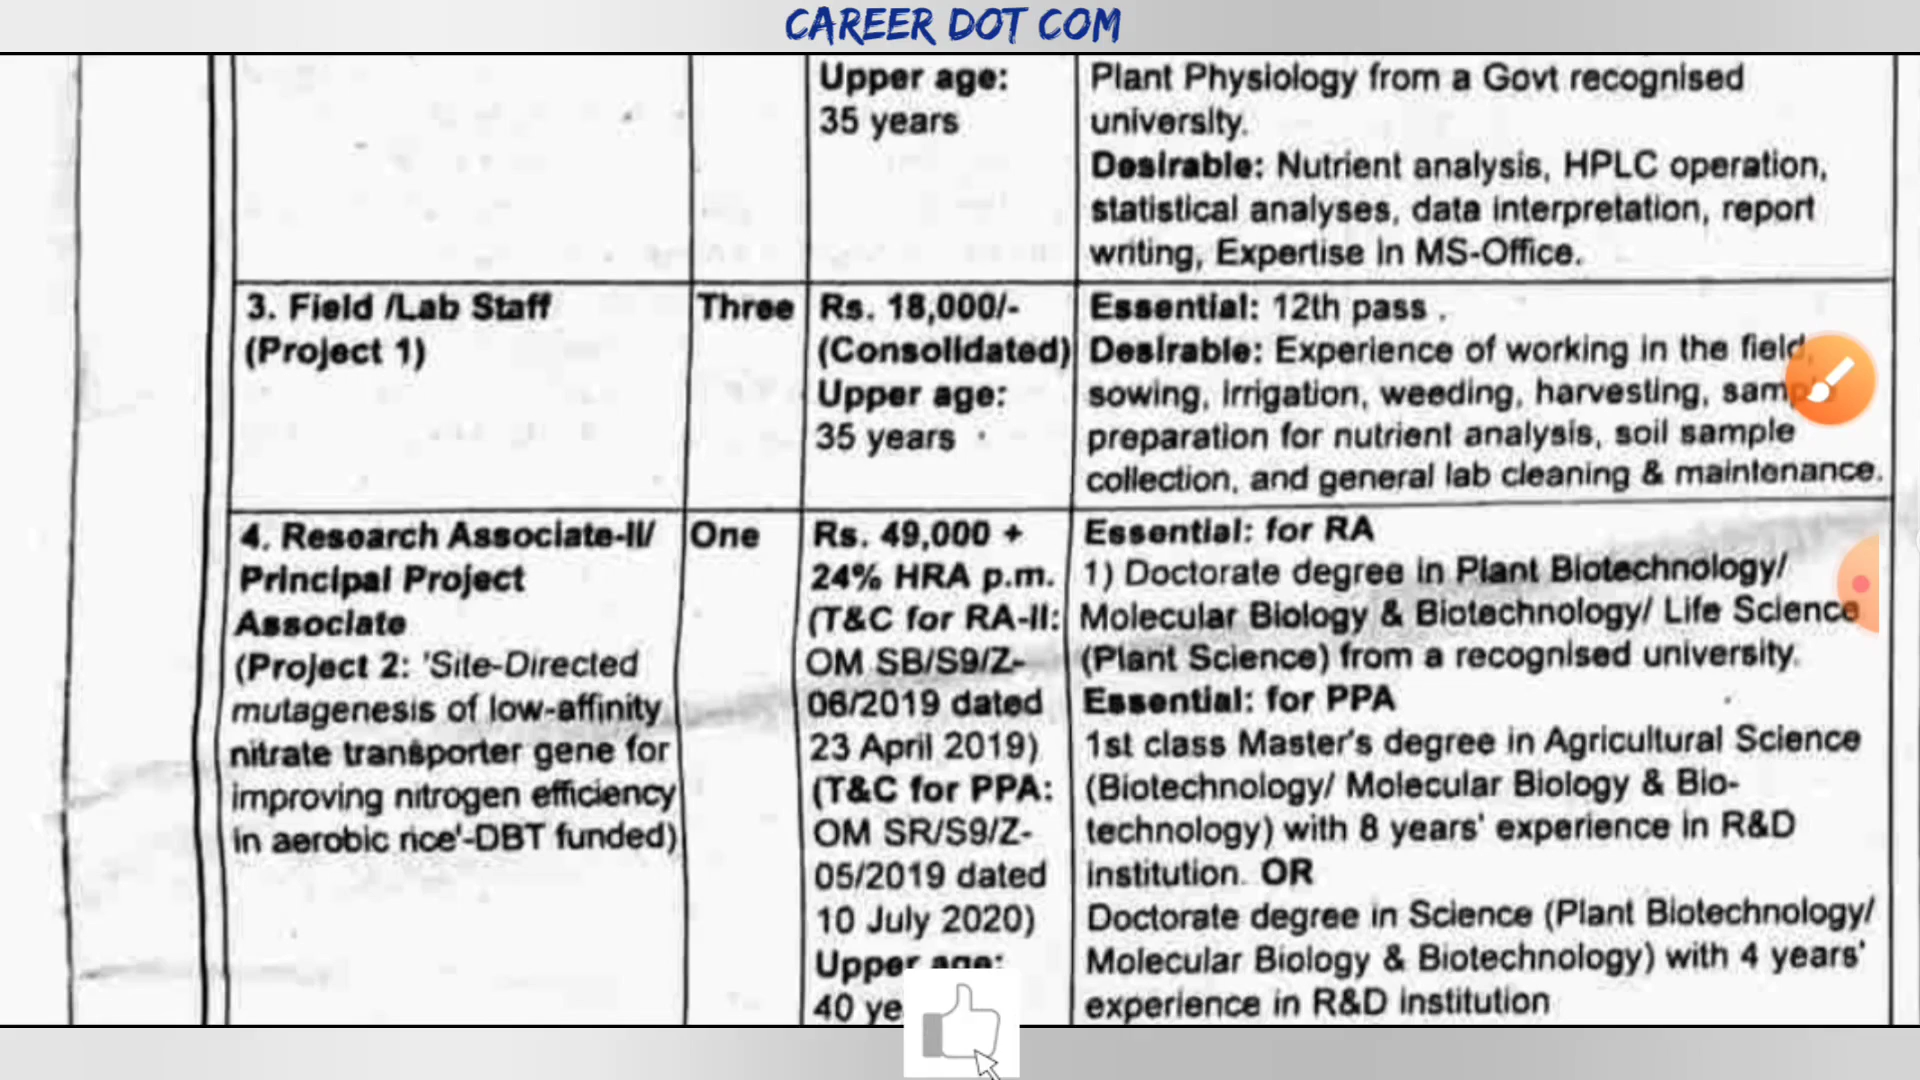 CAREER DOT COM
Upper age:
35 years
Plant Physiology from a Govt recognised
university.
Desirable: Nutrient analysis, HPLC operation,
statistical analyses, data interpretation, report
writing, Expertise in MS-Office.
3. Field /Lab Staff
(Project 1)
Three
Rs. 18,000/-
(Consolidated)
Upper age:
35 years
Essential: 12th pass .
Desirable: Experience of working in the field,
sowing, irrigation, weeding, harvesting,
preparation for nutrient analysis, soil sample
collection, and general lab cleaning & maintenance.
4. Research Associate-II/
Principal Project
Associate
(Project 2: 'Site-Directed
mutagenesis of low-affinity
nitrate transporter gene for
improving nitrogen efficiency
in aerobic rice'-DBT funded)
One
Rs. 49,000 +
24% HRA p.m.
(T&C for RA-II:
OM SB/S9/Z-
06/2019 dated
23 April 2019)
(T&C for PPA:
OM SR/S9/Z-
05/2019 dated
10 July 2020)
Upper age:
40
Essential: for RA
1) Doctorate degree in Plant Biotechnology/
Molecular Biology & Biotechnology/ Life Science
(Plant Science) from a recognised university.
Essential: for PPA
1st class Master's degree in Agricultural Science
(Biotechnology/ Molecular Biology & Bio-
technology) with 8 years' experience in R&D
institution. OR
Doctorate degree in Science (Plant Biotechnology/
Molecular Biology & Biotechnology) with 4 years'
experience in R&D institution